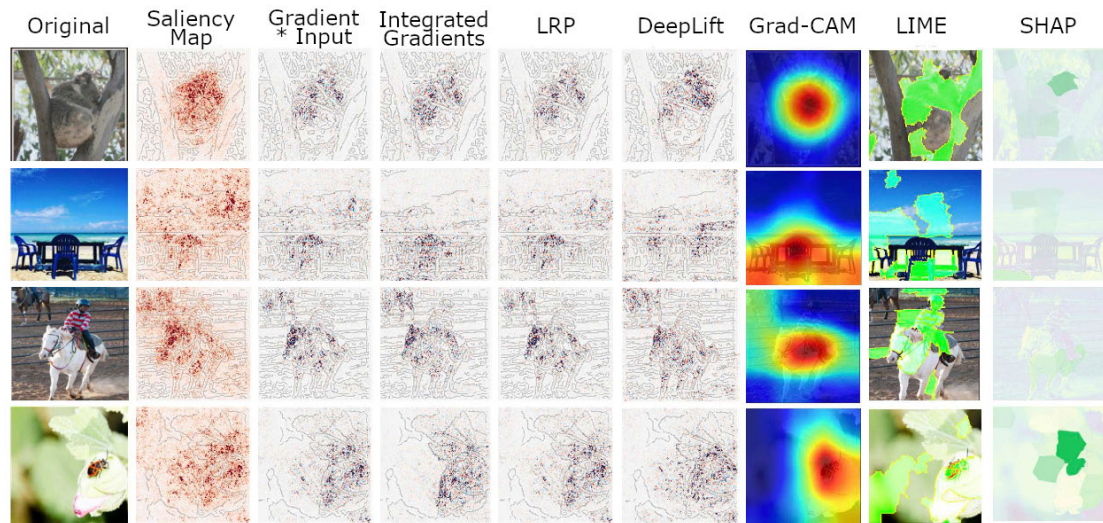 Original
Saliency
Map
Gradient
* Input
Integrated
Gradients
LRP
DeepLift
Grad-CAM
LIME
SHAP